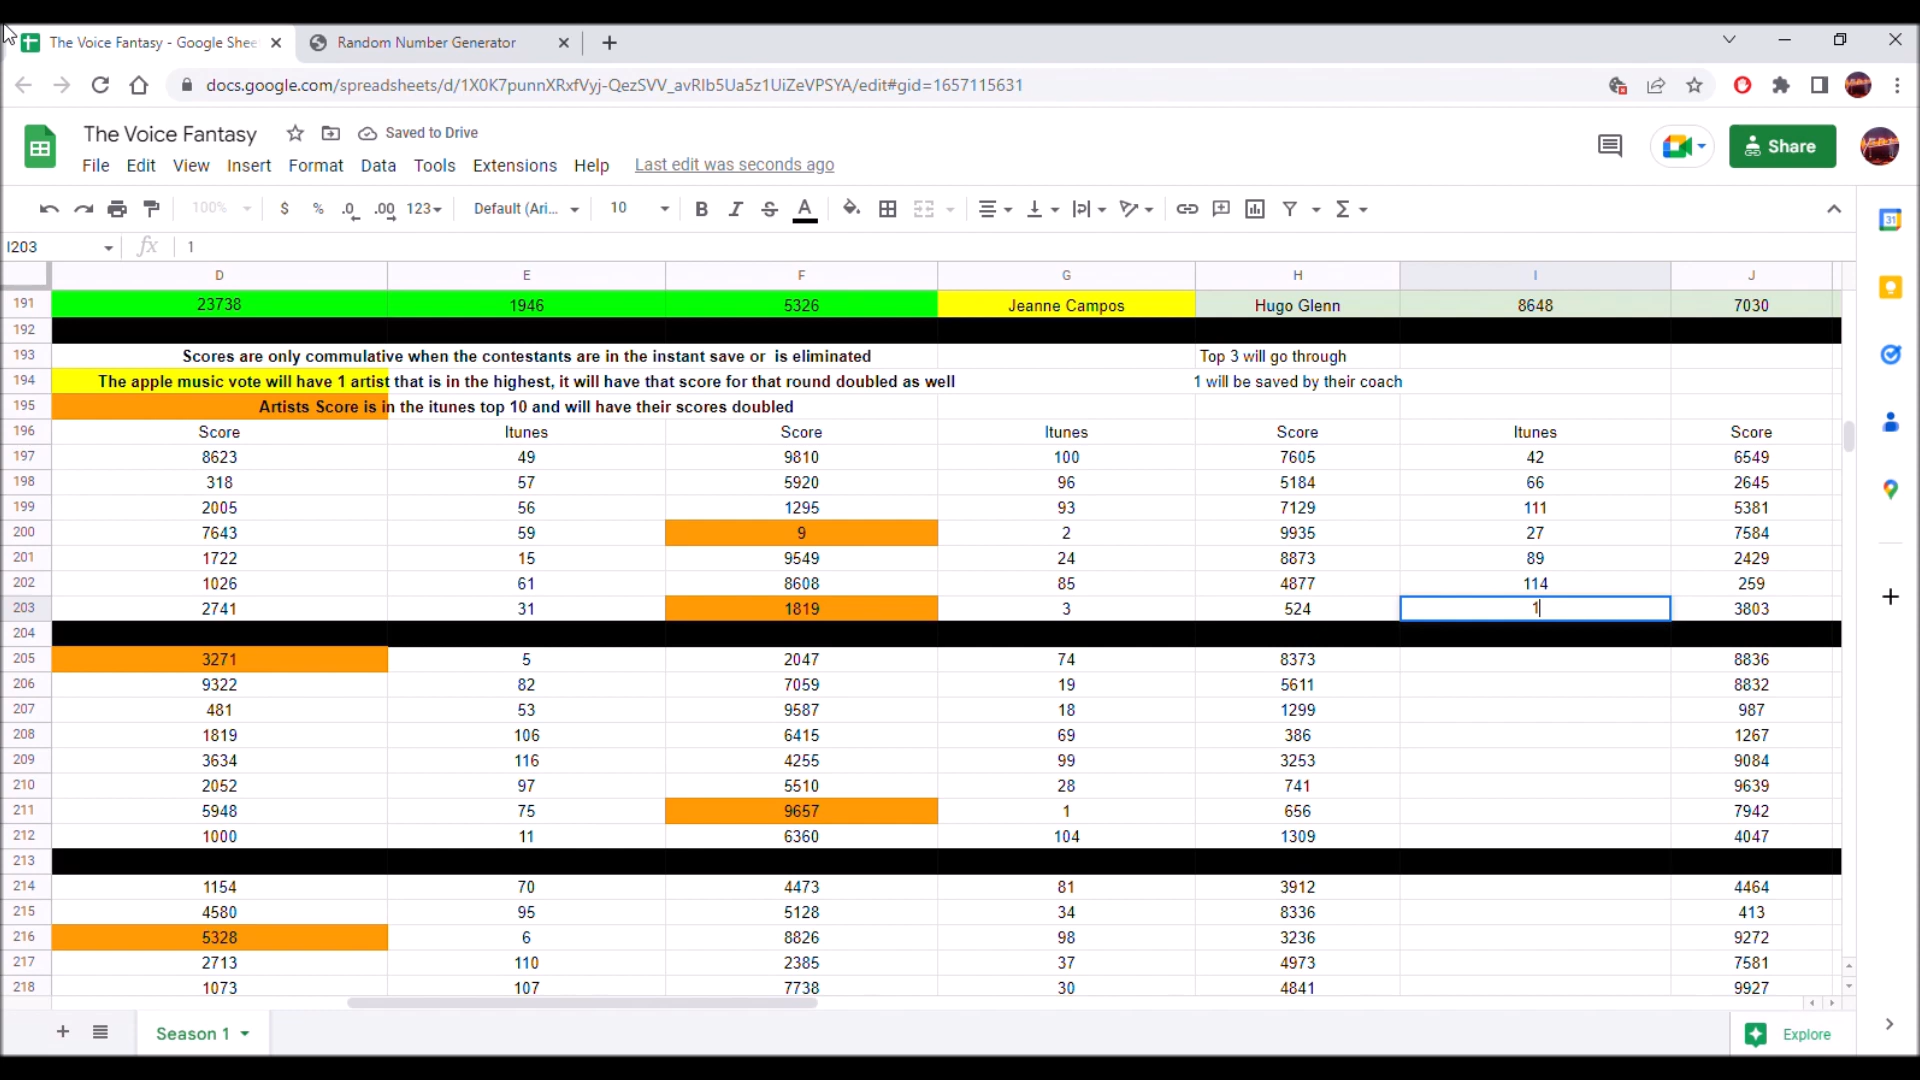 The Voice Fantasy - Google Shee
Random Number Generator
docs.google.com/spreadsheets/d/1X0K7punnXRxfVyj-QezSVV_avRIb5Ua5z1UiZeVPSYA/edit#gid=1657115631
The Voice Fantasy Saved to Drive
File Edit View Insert Format Data Tools Extensions Help Last edit was seconds ago
Share
100% $ % .0 .00 123 Default (Ari... 10 B I S A Σ
I203 fx 1
D E F G H I J
191 23738 1946 5326 Jeanne Campos Hugo Glenn 8648 7030
192
193 Scores are only commulative when the contestants are in the instant save or is eliminated Top 3 will go through
194 The apple music vote will have 1 artist that is in the highest, it will have that score for that round doubled as well 1 will be saved by their coach
195 Artists Score is in the itunes top 10 and will have their scores doubled
196 Score Itunes Score Itunes Score Itunes Score
197 8623 49 9810 100 7605 42 6549
198 318 57 5920 96 5184 66 2645
199 2005 56 1295 93 7129 111 5381
200 7643 59 9 2 9935 27 7584
201 1722 15 9549 24 8873 89 2429
202 1026 61 8608 85 4877 114 259
203 2741 31 1819 3 524 1 3803
204
205 3271 5 2047 74 8373 8836
206 9322 82 7059 19 5611 8832
207 481 53 9587 18 1299 987
208 1819 106 6415 69 386 1267
209 3634 116 4255 99 3253 9084
210 2052 97 5510 28 741 9639
211 5948 75 9657 1 656 7942
212 1000 11 6360 104 1309 4047
213
214 1154 70 4473 81 3912 4464
215 4580 95 5128 34 8336 413
216 5328 6 8826 98 3236 9272
217 2713 110 2385 37 4973 7581
218 1073 107 7738 30 4841 9927
Season 1
Explore
31